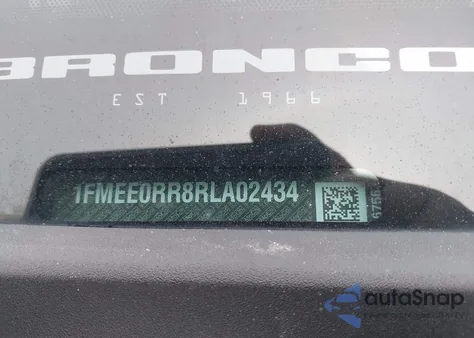 BRONCO
EST 1966
1FMEE0RR8RLA02434
autoSnap